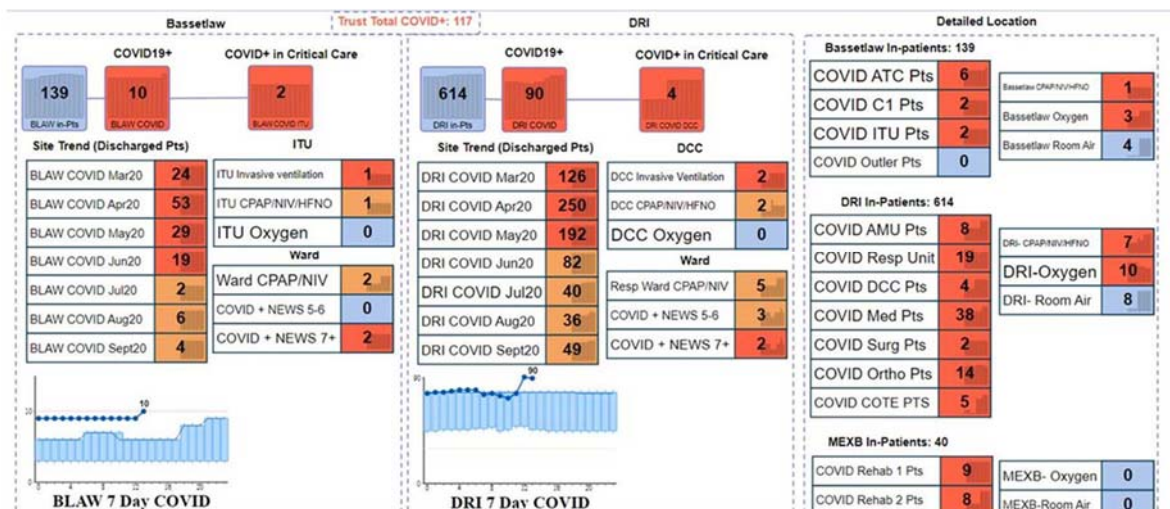 Bassetlaw
Trust Total COVID+: 117
DRI
Detailed Location
COVID19+
COVID+ in Critical Care
139
BLAW in-Pts
10
BLAW COVID
2
BLAW COVID ITU
Site Trend (Discharged Pts)
BLAW COVID Mar20 24
BLAW COVID Apr20 53
BLAW COVID May20 29
BLAW COVID Jun20 19
BLAW COVID Jul20 2
BLAW COVID Aug20 6
BLAW COVID Sept20 4
ITU
ITU Invasive ventilation 1
ITU CPAP/NIV/HFNO 1
ITU Oxygen 0
Ward
Ward CPAP/NIV 2
COVID + NEWS 5-6 0
COVID + NEWS 7+ 2
10
10
0
BLAW 7 Day COVID
COVID19+
COVID+ in Critical Care
614
DRI in-Pts
90
DRI COVID
4
DRI COVID DCC
Site Trend (Discharged Pts)
DRI COVID Mar20 126
DRI COVID Apr20 250
DRI COVID May20 192
DRI COVID Jun20 82
DRI COVID Jul20 40
DRI COVID Aug20 36
DRI COVID Sept20 49
DCC
DCC Invasive Ventilation 2
DCC CPAP/NIV/HFNO 2
DCC Oxygen 0
Ward
Resp Ward CPAP/NIV 5
COVID + NEWS 5-6 3
COVID + NEWS 7+ 2
90
DRI 7 Day COVID
Bassetlaw In-patients: 139
COVID ATC Pts 6
COVID C1 Pts 2
COVID ITU Pts 2
COVID Outler Pts 0
Bassetlaw CPAP/NIV/HFNO 1
Bassetlaw Oxygen 3
Bassetlaw Room Air 4
DRI In-Patients: 614
COVID AMU Pts 8
COVID Resp Unit 19
COVID DCC Pts 4
COVID Med Pts 38
COVID Surg Pts 2
COVID Ortho Pts 14
COVID COTE PTS 5
DRI- CPAP/NIV/HFNO 7
DRI-Oxygen 10
DRI- Room Air 8
MEXB In-Patients: 40
COVID Rehab 1 Pts 9
COVID Rehab 2 Pts 8
MEXB- Oxygen 0
MEXB-Room Air 0